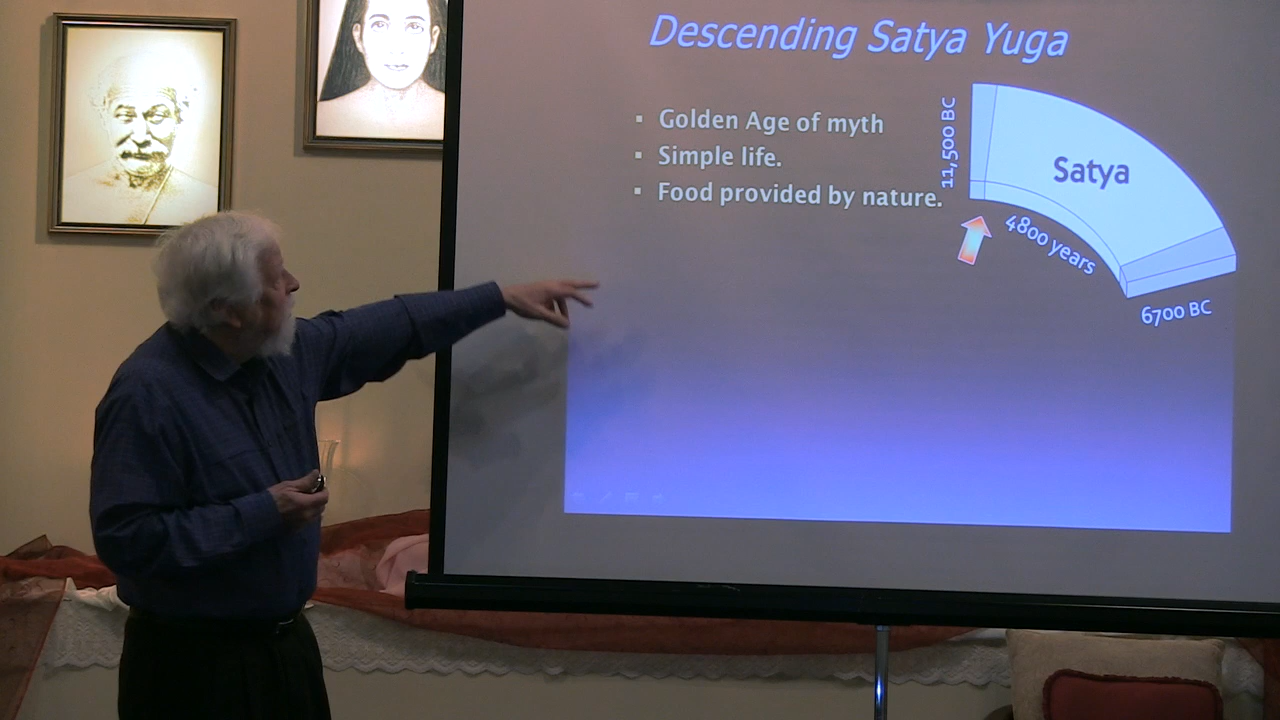 Descending Satya Yuga
▪ Golden Age of myth
▪ Simple life.
▪ Food provided by nature.
11,500 BC
Satya
4800 years
6700 BC